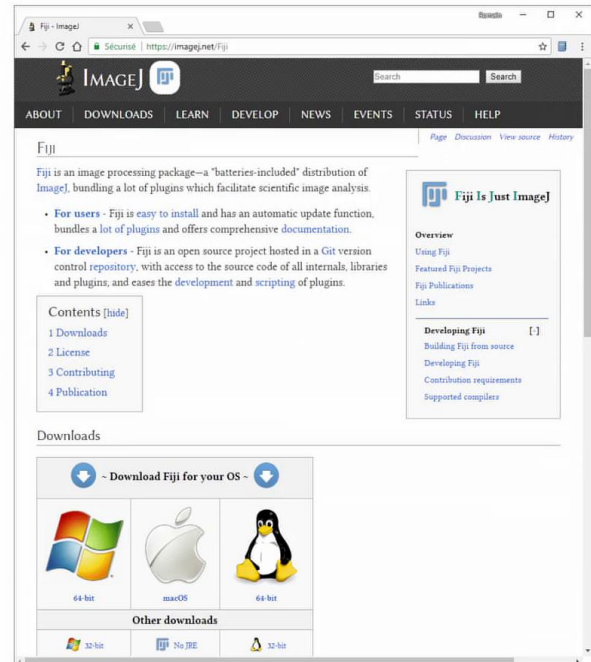 Fiji - ImageJ
Sécurisé | https://imagej.net/Fiji
IMAGEJ
Search Search
ABOUT DOWNLOADS LEARN DEVELOP NEWS EVENTS STATUS HELP
Page Discussion View source History
Fiji
Fiji is an image processing package—a "batteries-included" distribution of
ImageJ, bundling a lot of plugins which facilitate scientific image analysis.
• For users - Fiji is easy to install and has an automatic update function,
bundles a lot of plugins and offers comprehensive documentation.
• For developers - Fiji is an open source project hosted in a Git version
control repository, with access to the source code of all internals, libraries
and plugins, and eases the development and scripting of plugins.
Fiji Is Just ImageJ
Overview
Using Fiji
Featured Fiji Projects
Fiji Publications
Links
Developing Fiji [-]
Building Fiji from source
Developing Fiji
Contribution requirements
Supported compilers
Contents [hide]
1 Downloads
2 License
3 Contributing
4 Publication
Downloads
~ Download Fiji for your OS ~
64-bit macOS 64-bit
Other downloads
32-bit No JRE 32-bit